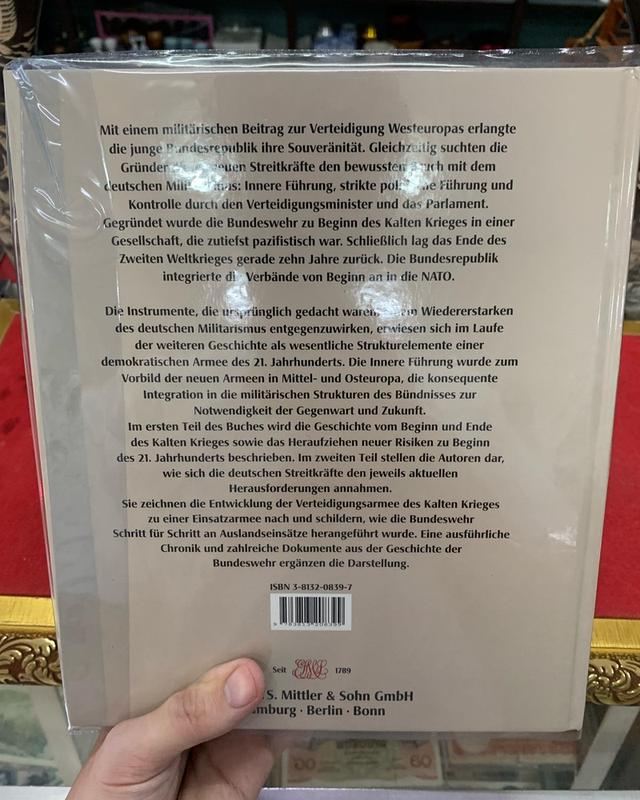 Mit einem militärischen Beitrag zur Verteidigung Westeuropas erlangte
die junge Bundesrepublik ihre Souveränität. Gleichzeitig suchten die
Gründer neuen Streitkräfte den bewussten Bruch mit dem
deutschen Militarismus: Innere Führung, strikte politische Führung und
Kontrolle durch den Verteidigungsminister und das Parlament.
Gegründet wurde die Bundeswehr zu Beginn des Kalten Krieges in einer
Gesellschaft, die zutiefst pazifistisch war. Schließlich lag das Ende des
Zweiten Weltkrieges gerade zehn Jahre zurück. Die Bundesrepublik
integrierte die Verbände von Beginn an in die NATO.
Die Instrumente, die ursprünglich gedacht waren, Wiedererstarken
des deutschen Militarismus entgegenzuwirken, erwiesen sich im Laufe
der weiteren Geschichte als wesentliche Strukturelemente einer
demokratischen Armee des 21. Jahrhunderts. Die Innere Führung wurde zum
Vorbild der neuen Armeen in Mittel- und Osteuropa, die konsequente
Integration in die militärischen Strukturen des Bündnisses zur
Notwendigkeit der Gegenwart und Zukunft.
Im ersten Teil des Buches wird die Geschichte vom Beginn und Ende
des Kalten Krieges sowie das Heraufziehen neuer Risiken zu Beginn
des 21. Jahrhunderts beschrieben. Im zweiten Teil stellen die Autoren dar,
wie sich die deutschen Streitkräfte den jeweils aktuellen
Herausforderungen annahmen.
Sie zeichnen die Entwicklung der Verteidigungsarmee des Kalten Krieges
zu einer Einsatzarmee nach und schildern, wie die Bundeswehr
Schritt für Schritt an Auslandseinsätze herangeführt wurde. Eine ausführliche
Chronik und zahlreiche Dokumente aus der Geschichte der
Bundeswehr ergänzen die Darstellung.
ISBN 3-8132-0839-7
9 783813 208399
Seit 1789
S. Mittler & Sohn GmbH
· Berlin · Bonn